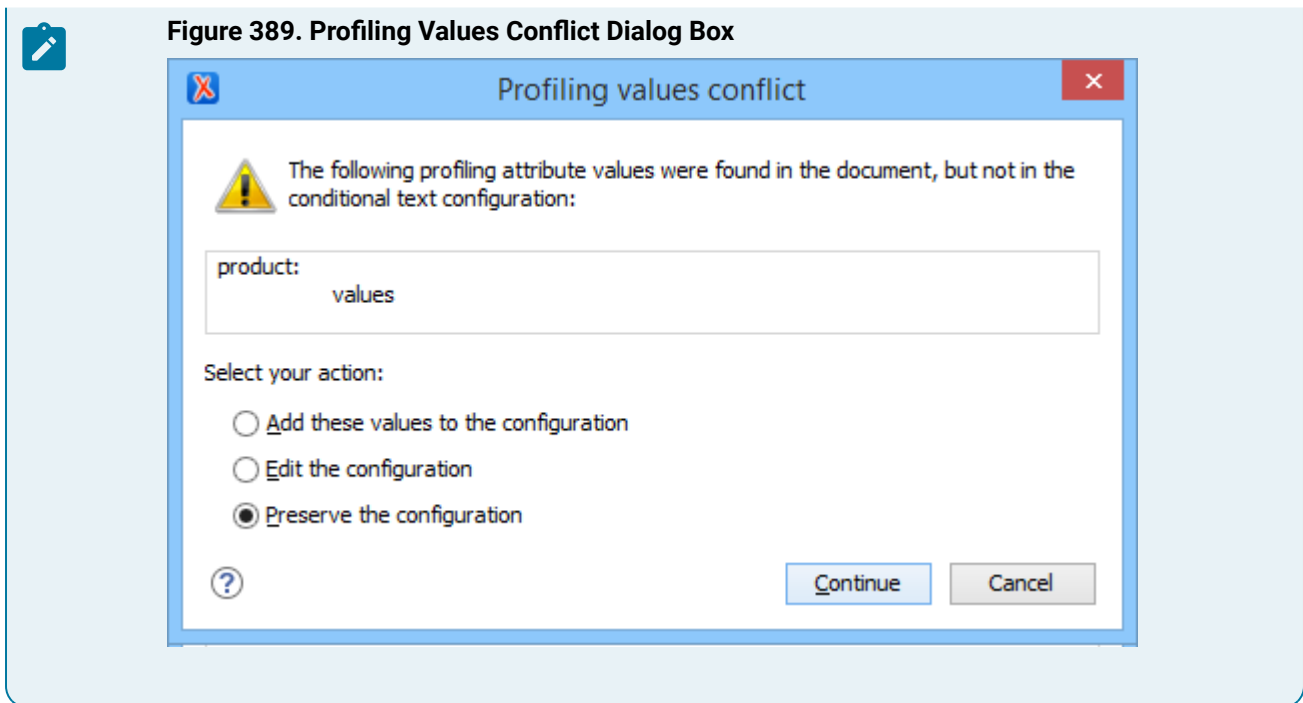 Figure 389. Profiling Values Conflict Dialog Box
Profiling values conflict
The following profiling attribute values were found in the document, but not in the
conditional text configuration:
product:
values
Select your action:
Add these values to the configuration
Edit the configuration
Preserve the configuration
Continue
Cancel